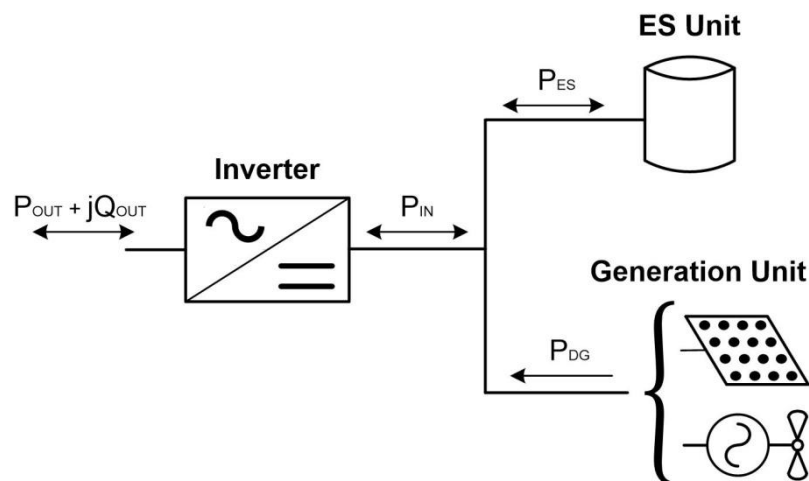 ES Unit
PES
Inverter
POUT + jQOUT
PIN
Generation Unit
PDG